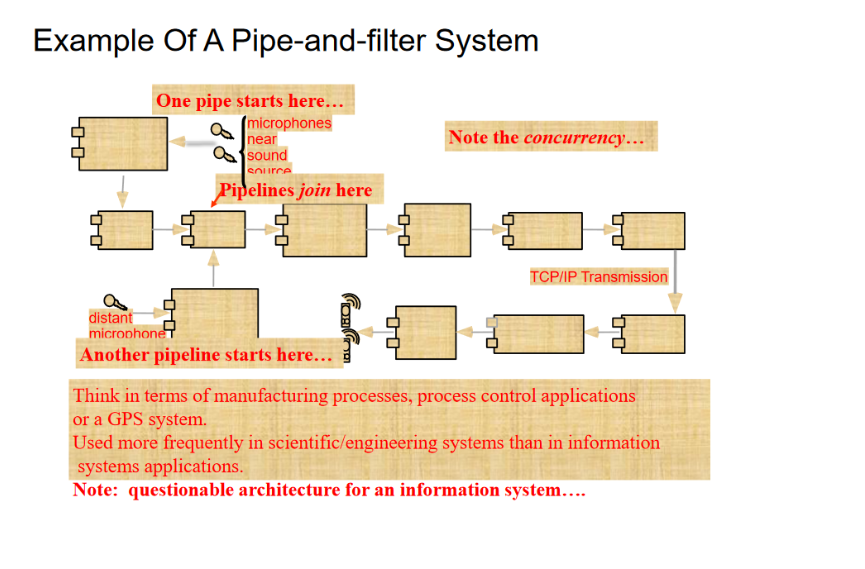 Example Of A Pipe-and-filter System
One pipe starts here…
microphones
near
sound
source
Note the concurrency…
Pipelines join here
TCP/IP Transmission
distant
microphone
Another pipeline starts here…
Think in terms of manufacturing processes, process control applications
or a GPS system.
Used more frequently in scientific/engineering systems than in information
systems applications.
Note:  questionable architecture for an information system….